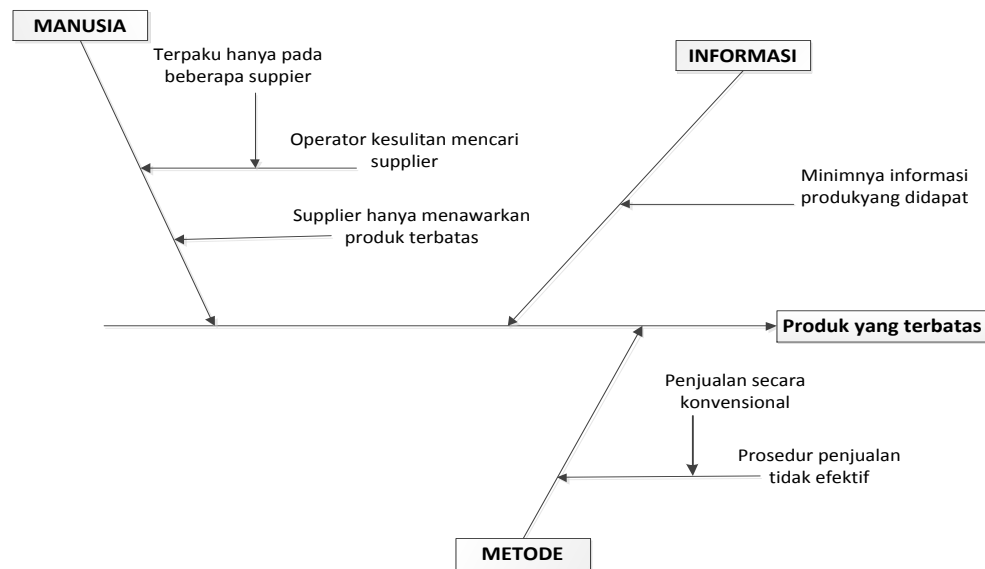 MANUSIA
Terpaku hanya pada
beberapa suppier
Operator kesulitan mencari
supplier
Supplier hanya menawarkan
produk terbatas
INFORMASI
Minimnya informasi
produkyang didapat
Produk yang terbatas
Penjualan secara
konvensional
Prosedur penjualan
tidak efektif
METODE